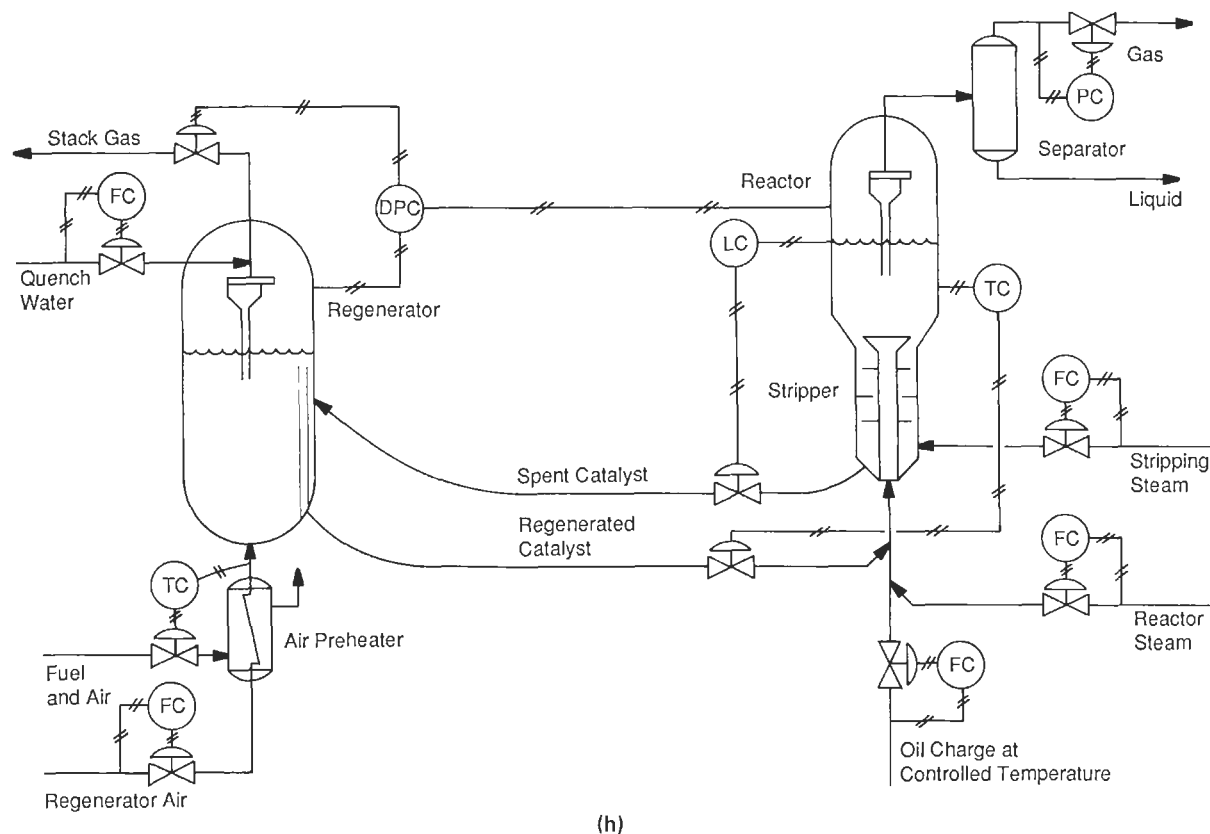 Gas
PC
Separator
Liquid
Stack Gas
FC
Quench
Water
DPC
Regenerator
Reactor
LC
TC
Stripper
FC
Stripping
Steam
Spent Catalyst
Regenerated
Catalyst
FC
Reactor
Steam
TC
Air Preheater
Fuel
and Air
FC
Regenerator Air
FC
Oil Charge at
Controlled Temperature
(h)